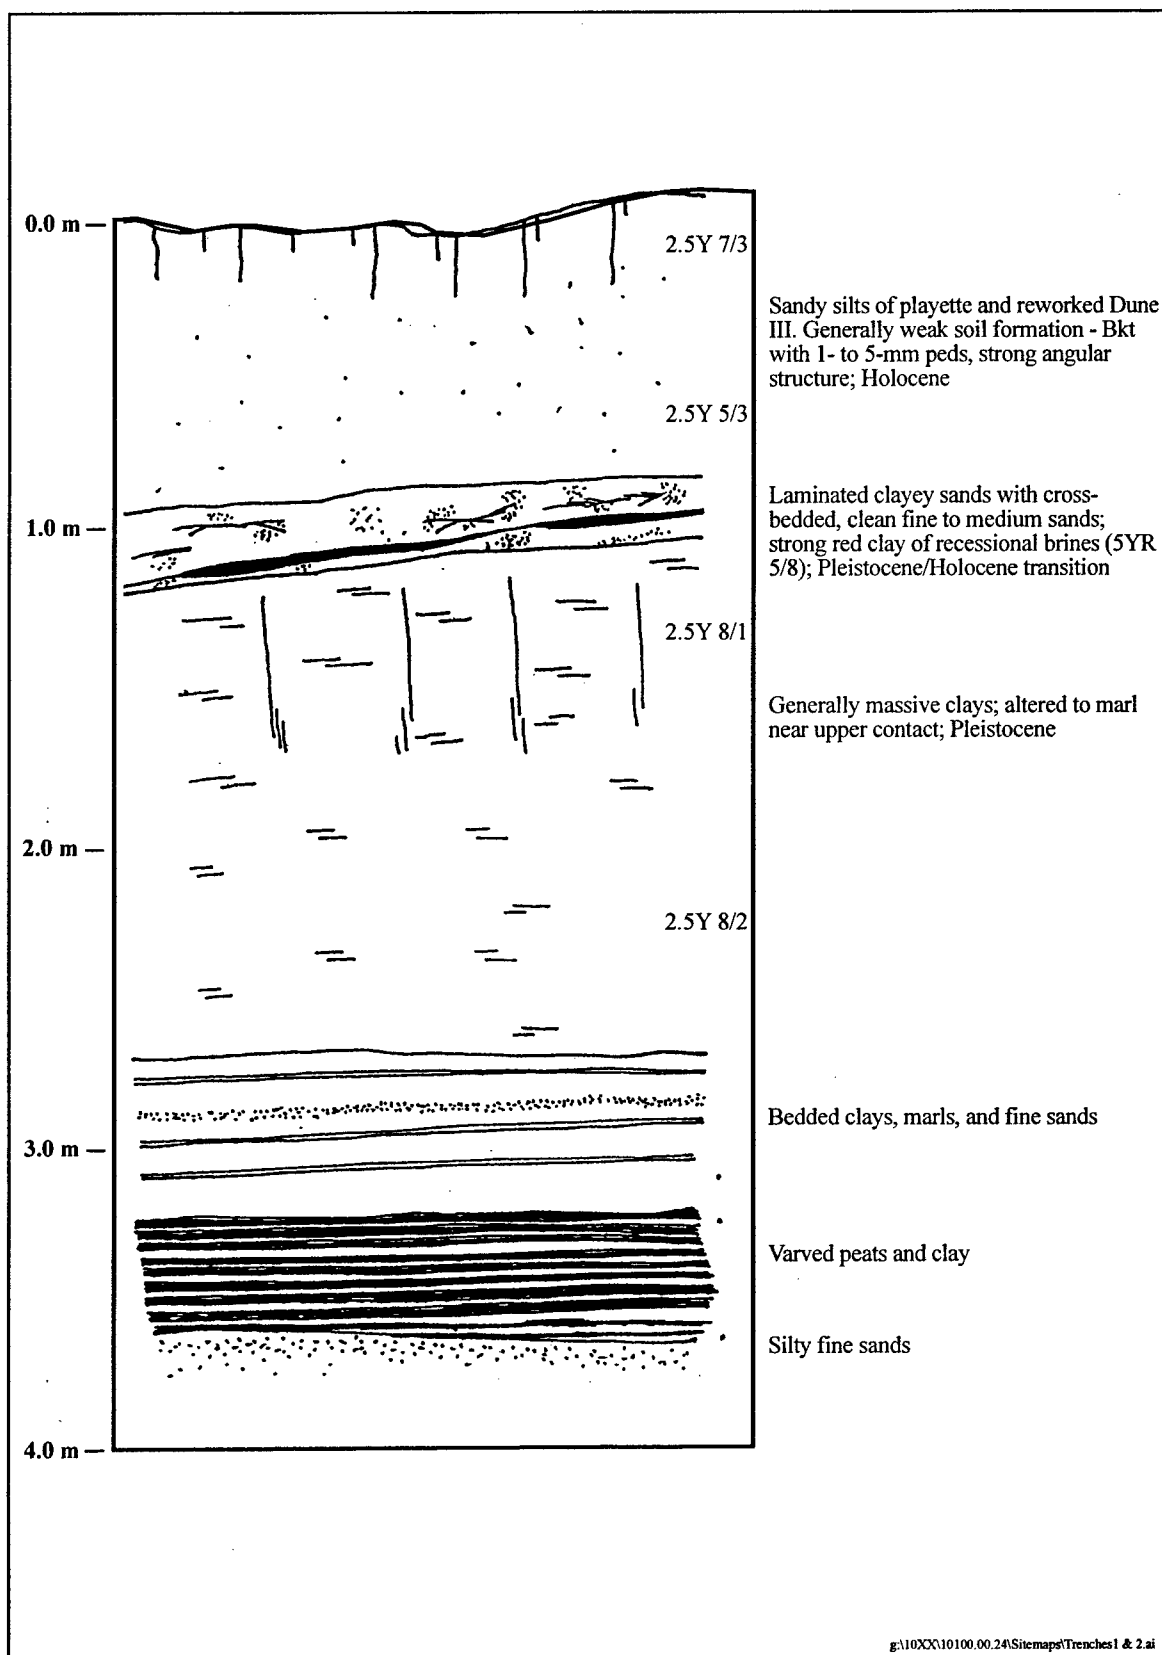 0.0 m
2.5Y 7/3
Sandy silts of playette and reworked Dune
III. Generally weak soil formation - Bkt
with 1- to 5-mm peds, strong angular
structure; Holocene
2.5Y 5/3
Laminated clayey sands with cross-
bedded, clean fine to medium sands;
strong red clay of recessional brines (5YR
5/8); Pleistocene/Holocene transition
1.0 m
2.5Y 8/1
Generally massive clays; altered to marl
near upper contact; Pleistocene
2.0 m
2.5Y 8/2
Bedded clays, marls, and fine sands
3.0 m
Varved peats and clay
Silty fine sands
4.0 m
g:\10XX\10100.00.24\Sitemaps\Trenches1 & 2.ai